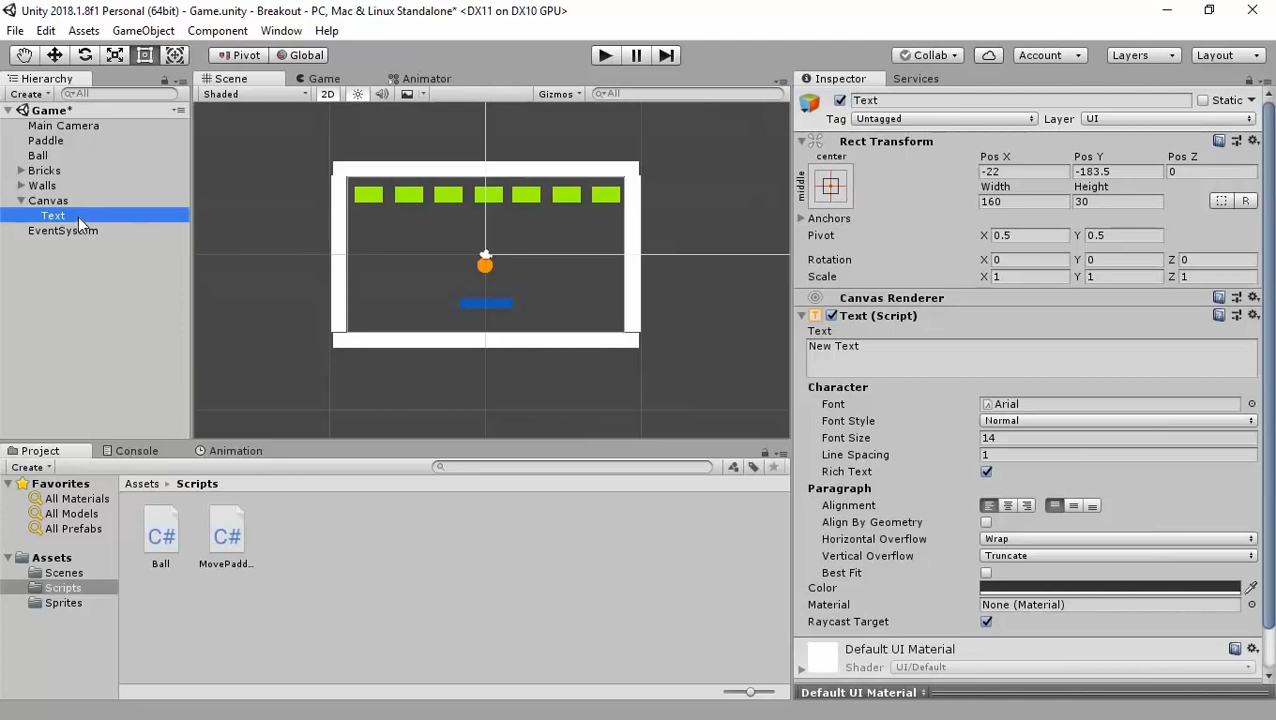 Unity 2018.1.8f1 Personal (64bit) - Game.unity - Breakout - PC, Mac & Linux Standalone* <DX11 on DX10 GPU>
File Edit Assets GameObject Component Window Help
Pivot Global Collab Account Layers Layout
Hierarchy
Create All
Game*
Main Camera
Paddle
Ball
Bricks
Walls
Canvas
Text
EventSystem
Scene Game Animator
Shaded 2D Gizmos All
Inspector Services
Text Static
Tag Untagged Layer UI
Rect Transform
center
middle
Pos X Pos Y Pos Z
-22 -183.5 0
Width Height
160 30
R
Anchors
Pivot X 0.5 Y 0.5
Rotation X 0 Y 0 Z 0
Scale X 1 Y 1 Z 1
Canvas Renderer
Text (Script)
Text
New Text
Character
Font Arial
Font Style Normal
Font Size 14
Line Spacing 1
Rich Text
Paragraph
Alignment
Align By Geometry
Horizontal Overflow Wrap
Vertical Overflow Truncate
Best Fit
Color
Material None (Material)
Raycast Target
Default UI Material
Shader UI/Default
Default UI Material
Project Console Animation
Create
Favorites
All Materials
All Models
All Prefabs
Assets
Scenes
Scripts
Sprites
Assets Scripts
C# C#
Ball MovePadd...